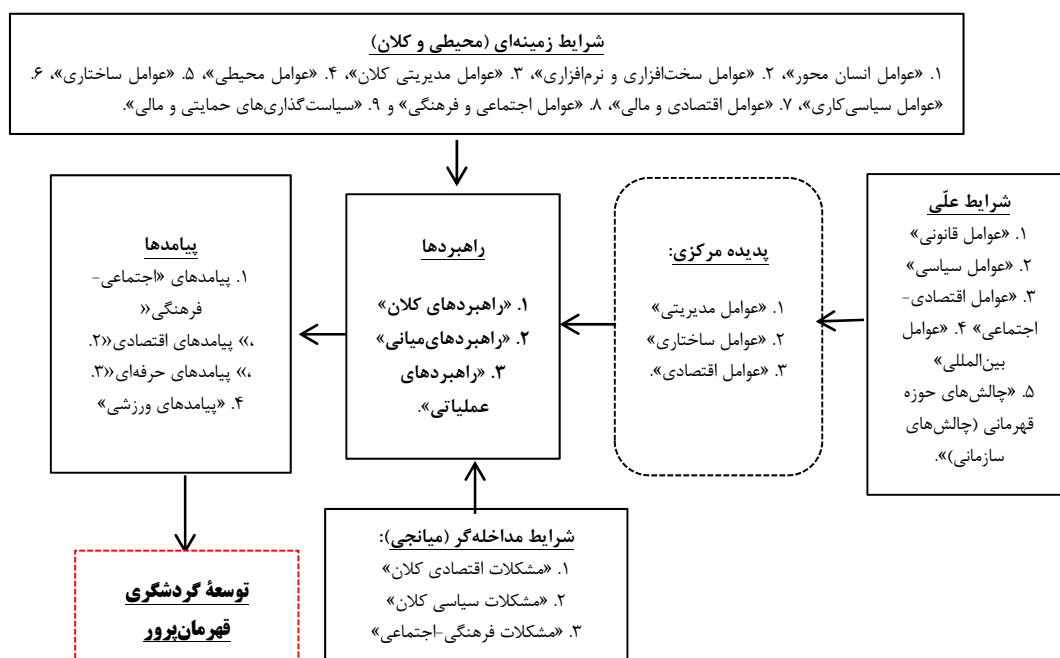 شرایط زمینه‌ای (محیطی و کلان)
۱. «عوامل انسان محور»، ۲. «عوامل سخت‌افزاری و نرم‌افزاری»، ۳. «عوامل مدیریتی کلان»، ۴. «عوامل محیطی»، ۵. «عوامل ساختاری»، ۶.
«عوامل سیاسی‌کاری»، ۷. «عوامل اقتصادی و مالی»، ۸. «عوامل اجتماعی و فرهنگی» و ۹. «سیاست‌گذاری‌های حمایتی و مالی».
شرایط علّی
۱. «عوامل قانونی»
۲. «عوامل سیاسی»
۳. «عوامل اقتصادی-
اجتماعی» ۴. «عوامل
بین‌المللی»
۵. «چالش‌های حوزه
قهرمانی (چالش‌های
سازمانی)».
پدیده مرکزی:
۱. «عوامل مدیریتی»
۲. «عوامل ساختاری»
۳. «عوامل اقتصادی».
راهبردها
۱. «راهبردهای کلان»
۲. «راهبردهای‌میانی»
۳. «راهبردهای
عملیاتی».
پیامدها
۱. پیامدهای «اجتماعی-
فرهنگی«
،»» پیامدهای اقتصادی««۲.
،»» پیامدهای حرفه‌ای««۳.
۴. «پیامدهای ورزشی»
شرایط مداخله‌گر (میانجی):
۱. «مشکلات اقتصادی کلان»
۲. «مشکلات سیاسی کلان»
۳. «مشکلات فرهنگی-اجتماعی»
توسعهٔ گردشگری
قهرمان‌پرور